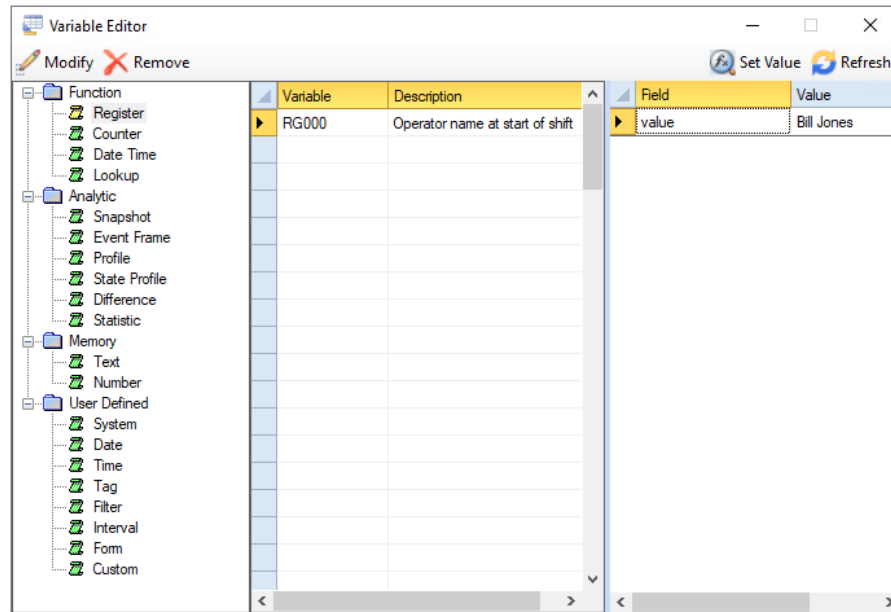 Variable Editor
Modify Remove Set Value Refresh
Function
Register
Counter
Date Time
Lookup
Analytic
Snapshot
Event Frame
Profile
State Profile
Difference
Statistic
Memory
Text
Number
User Defined
System
Date
Time
Tag
Filter
Interval
Form
Custom
Variable Description
RG000 Operator name at start of shift
Field Value
value Bill Jones